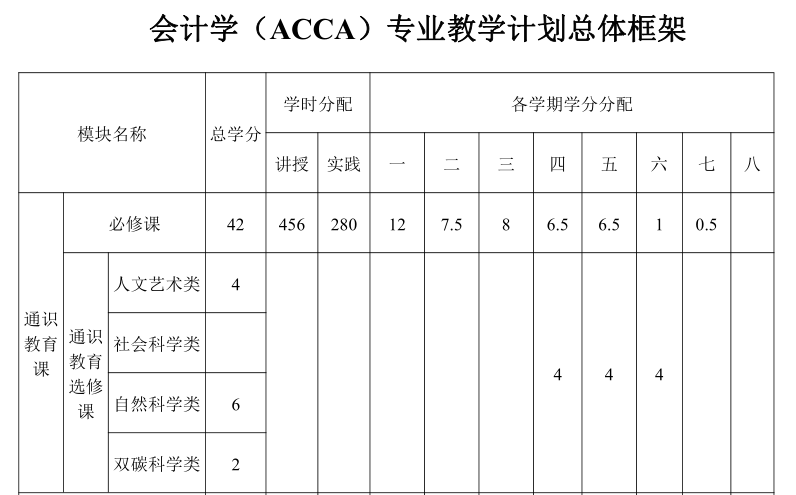 会计学（ACCA）专业教学计划总体框架
模块名称 总学分 学时分配 各学期学分分配
讲授 实践 一 二 三 四 五 六 七 八
通识教育课 必修课 42 456 280 12 7.5 8 6.5 6.5 1 0.5
通识教育选修课 人文艺术类 4
社会科学类
4 4 4
自然科学类 6
双碳科学类 2